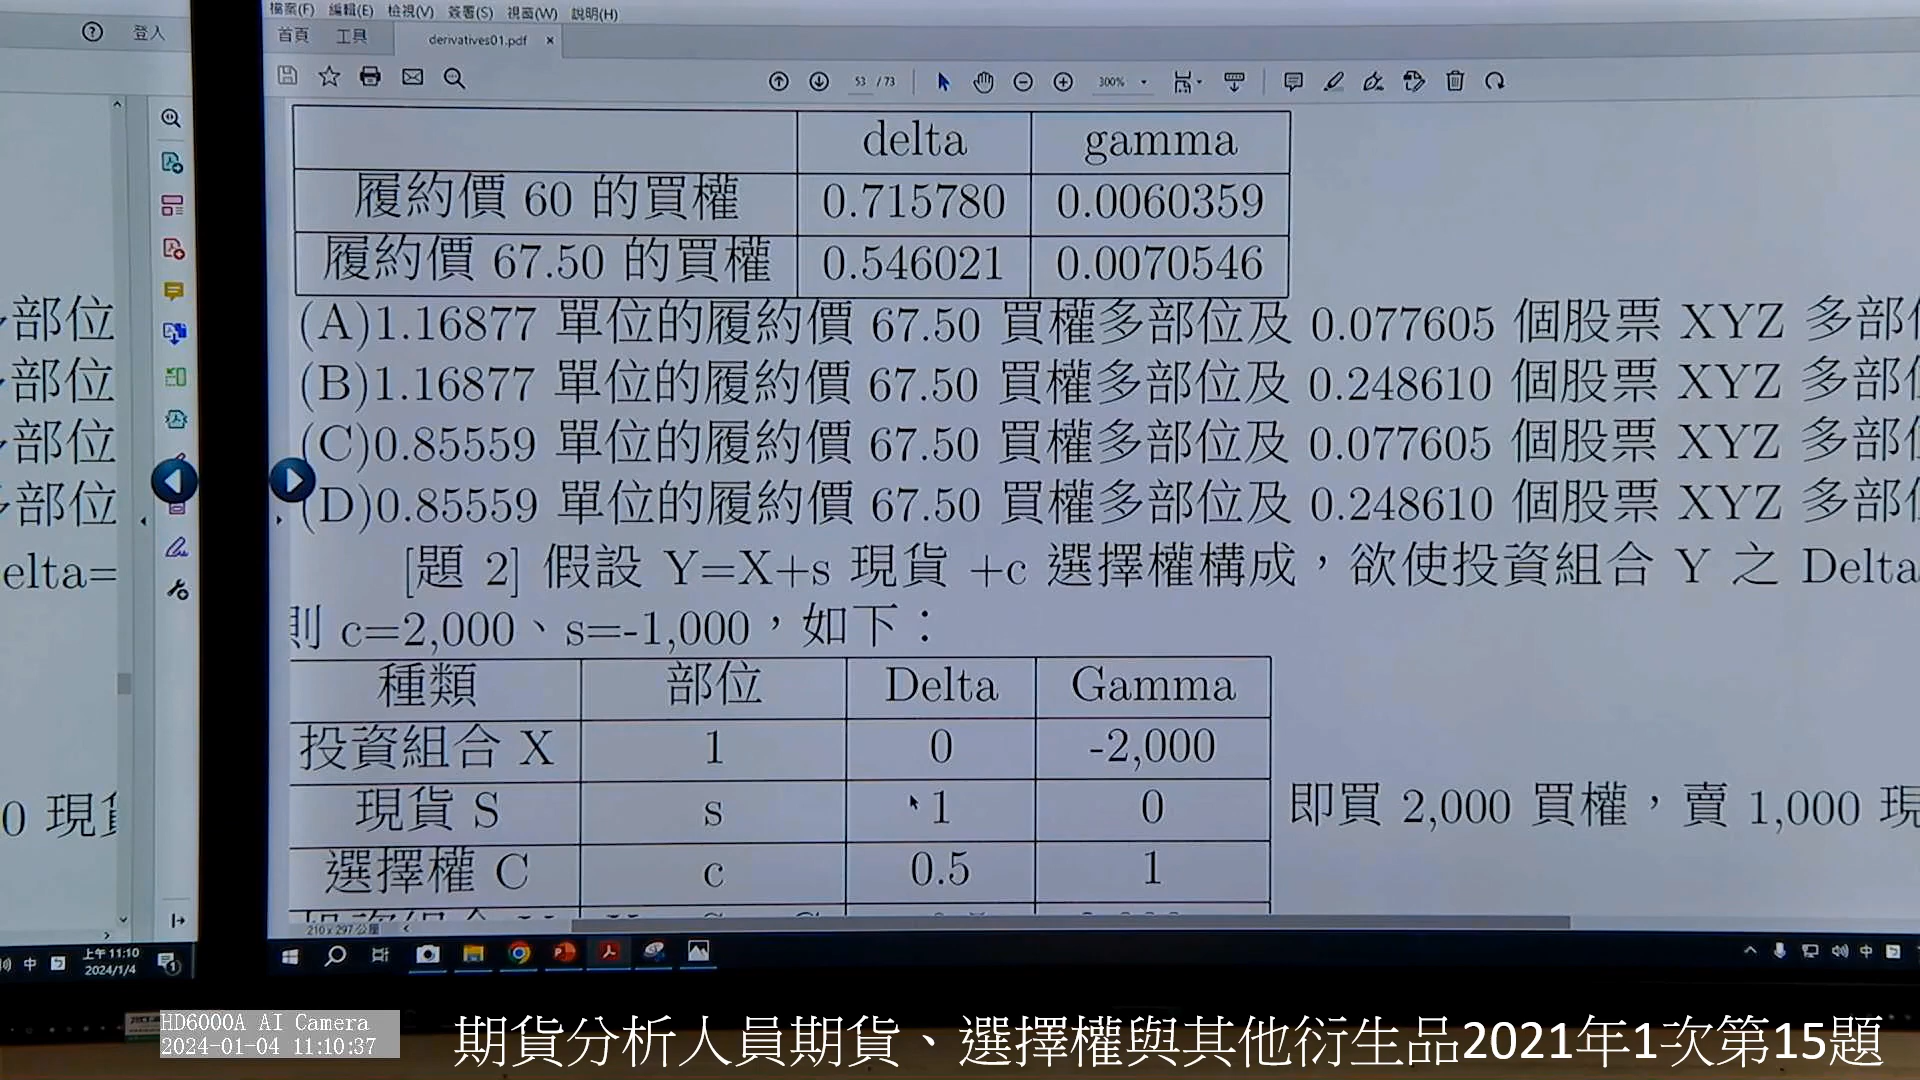 檔案(F) 編輯(E) 檢視(V) 簽署(S) 視窗(W) 說明(H)
登入
首頁 工具 derivatives01.pdf ×
53 / 73 300%
delta gamma
履約價 60 的買權 0.715780 0.0060359
履約價 67.50 的買權 0.546021 0.0070546
部位 (A)1.16877 單位的履約價 67.50 買權多部位及 0.077605 個股票 XYZ 多部
部位 (B)1.16877 單位的履約價 67.50 買權多部位及 0.248610 個股票 XYZ 多部
部位 (C)0.85559 單位的履約價 67.50 買權多部位及 0.077605 個股票 XYZ 多部
部位 (D)0.85559 單位的履約價 67.50 買權多部位及 0.248610 個股票 XYZ 多部
elta= [題 2] 假設 Y=X+s 現貨 +c 選擇權構成，欲使投資組合 Y 之 Delta
則 c=2,000、s=-1,000，如下：
種類 部位 Delta Gamma
投資組合 X 1 0 -2,000
0 現貨 現貨 S s 1 0 即買 2,000 買權，賣 1,000 現
選擇權 C c 0.5 1
210 x 297 公釐
中 上午 11:10
2024/1/4 1
中
HD6000A AI Camera
2024-01-04 11:10:37
期貨分析人員期貨、選擇權與其他衍生品2021年1次第15題